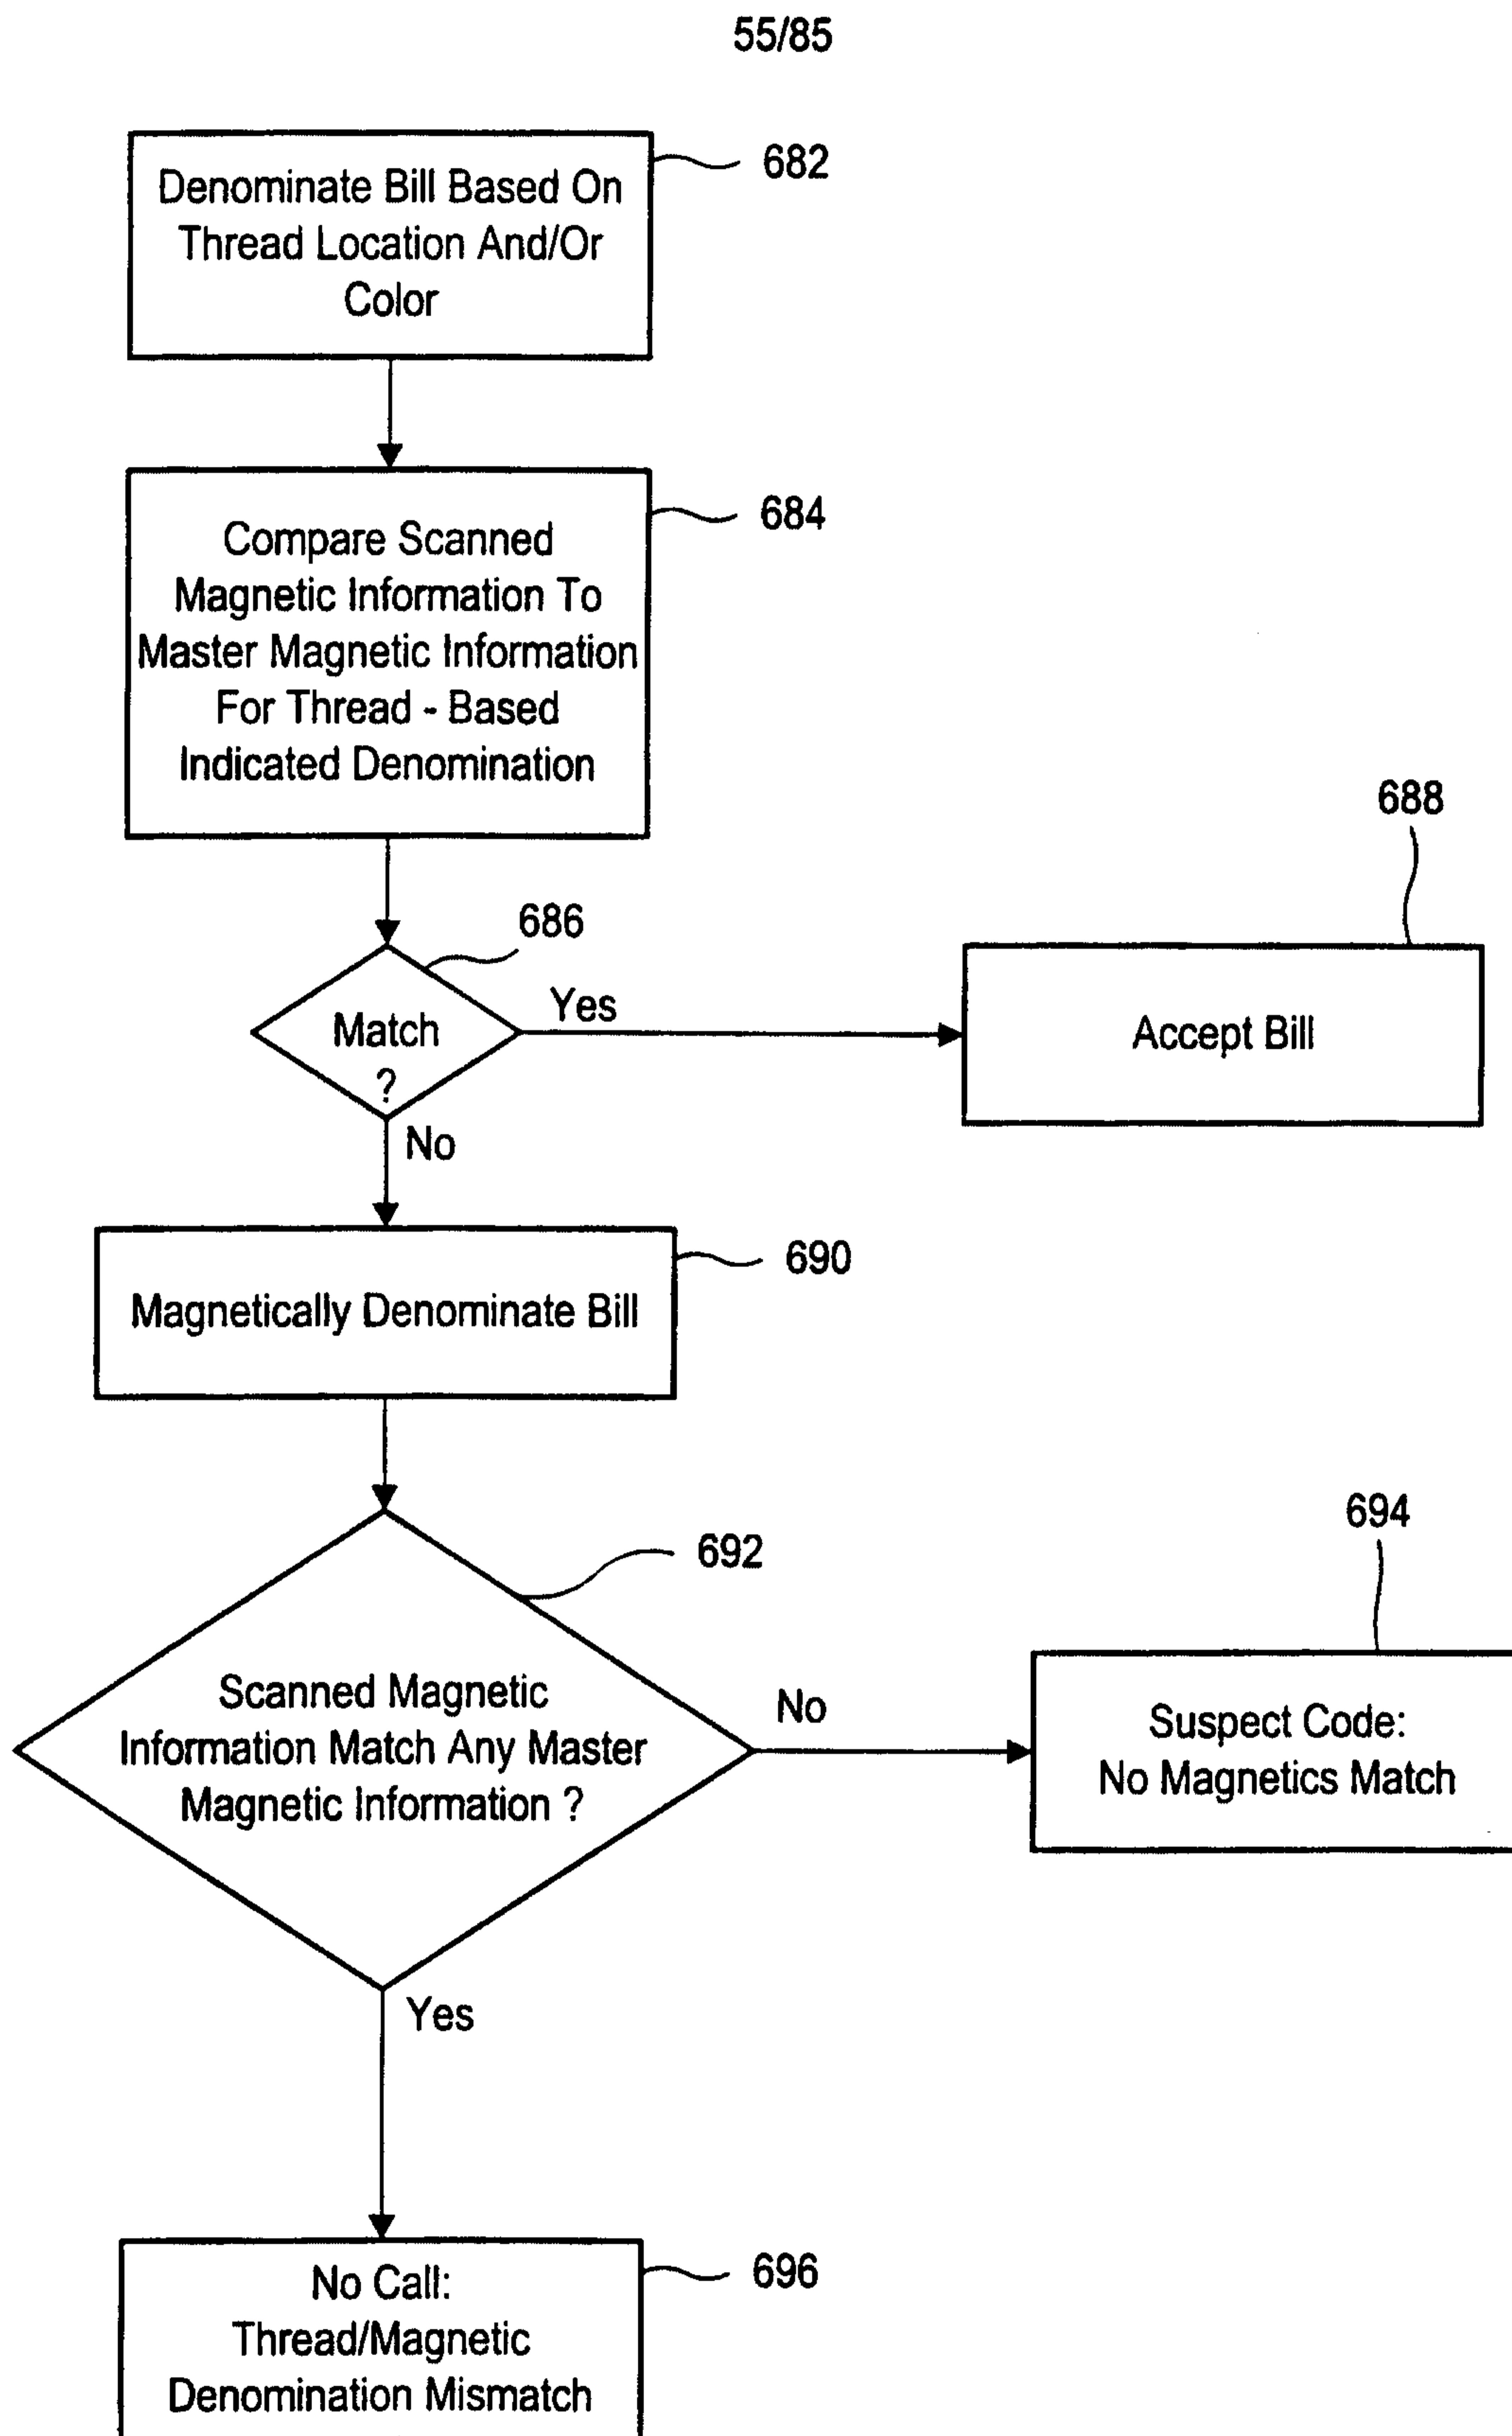 55/85
Denominate Bill Based On
Thread Location And/Or
Color
682
Compare Scanned
Magnetic Information To
Master Magnetic Information
For Thread - Based
Indicated Denomination
684
686
Match
?
Yes
No
688
Accept Bill
Magnetically Denominate Bill
690
692
Scanned Magnetic
Information Match Any Master
Magnetic Information ?
No
Yes
694
Suspect Code:
No Magnetics Match
No Call:
Thread/Magnetic
Denomination Mismatch
696